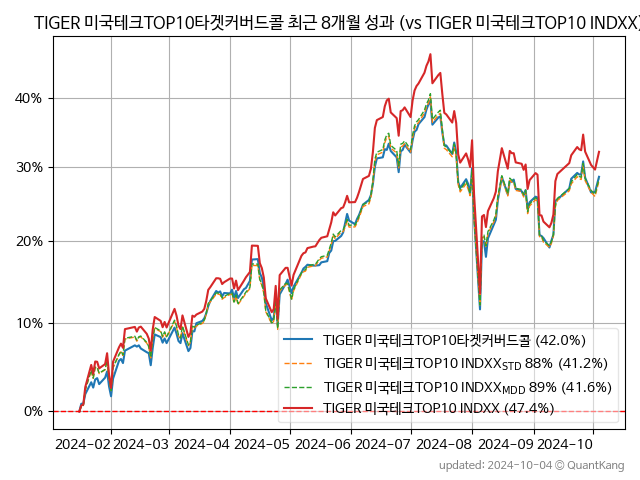 TIGER 미국테크TOP10타겟커버드콜 최근 8개월 성과 (vs TIGER 미국테크TOP10 INDXX)
40%
30%
20%
10%
0%
TIGER 미국테크TOP10타겟커버드콜 (42.0%)
TIGER 미국테크TOP10 INDXX_STD 88% (41.2%)
TIGER 미국테크TOP10 INDXX_MDD 89% (41.6%)
TIGER 미국테크TOP10 INDXX (47.4%)
2024-02 2024-03 2024-04 2024-05 2024-06 2024-07 2024-08 2024-09 2024-10
updated: 2024-10-04 © QuantKang